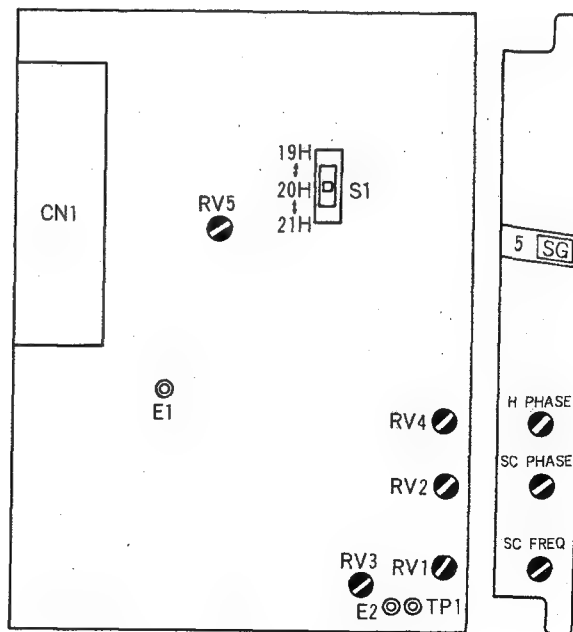 19H
20H
21H
S1
RV5
CN1
5 SG
E1
H PHASE
RV4
SC PHASE
RV2
SC FREQ
RV3
RV1
E2
TP1